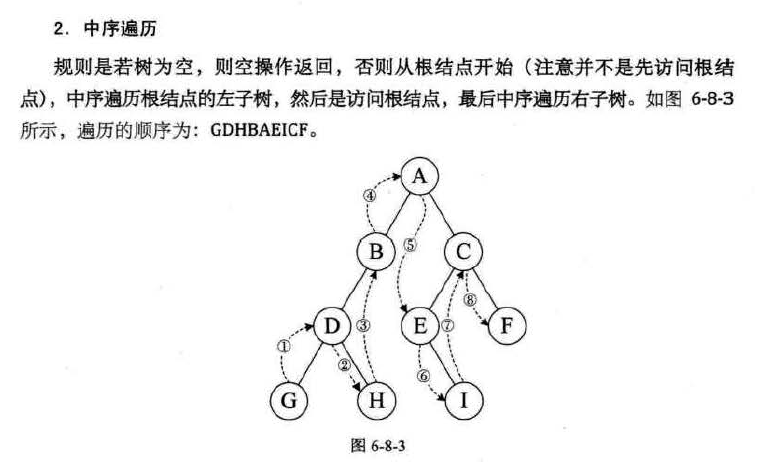 2. 中序遍历
规则是若树为空，则空操作返回，否则从根结点开始（注意并不是先访问根结
点），中序遍历根结点的左子树，然后是访问根结点，最后中序遍历右子树。如图 6-8-3
所示，遍历的顺序为：GDHBAEICF。
A
④
B
⑤
C
⑧
D
③
E
⑦
F
①
②
⑥
G
H
I
图 6-8-3